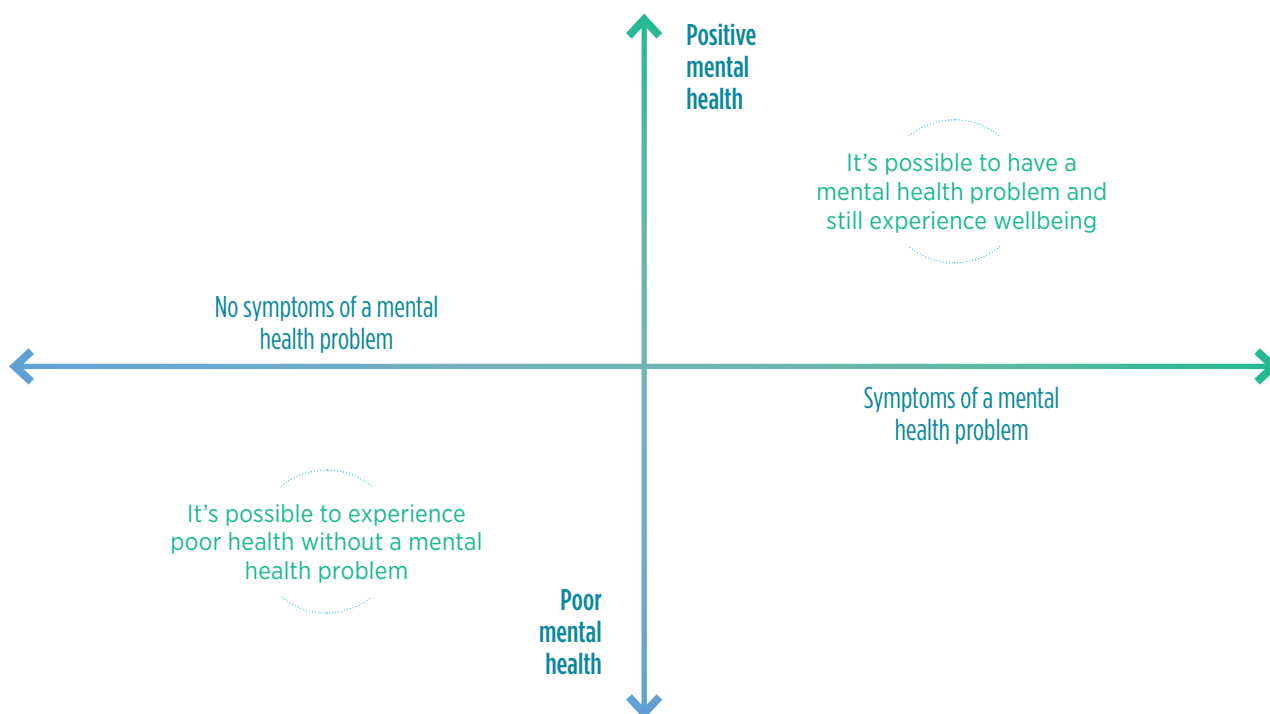 Positive
mental
health
It’s possible to have a
mental health problem and
still experience wellbeing
No symptoms of a mental
health problem
Symptoms of a mental
health problem
It’s possible to experience
poor health without a mental
health problem
Poor
mental
health